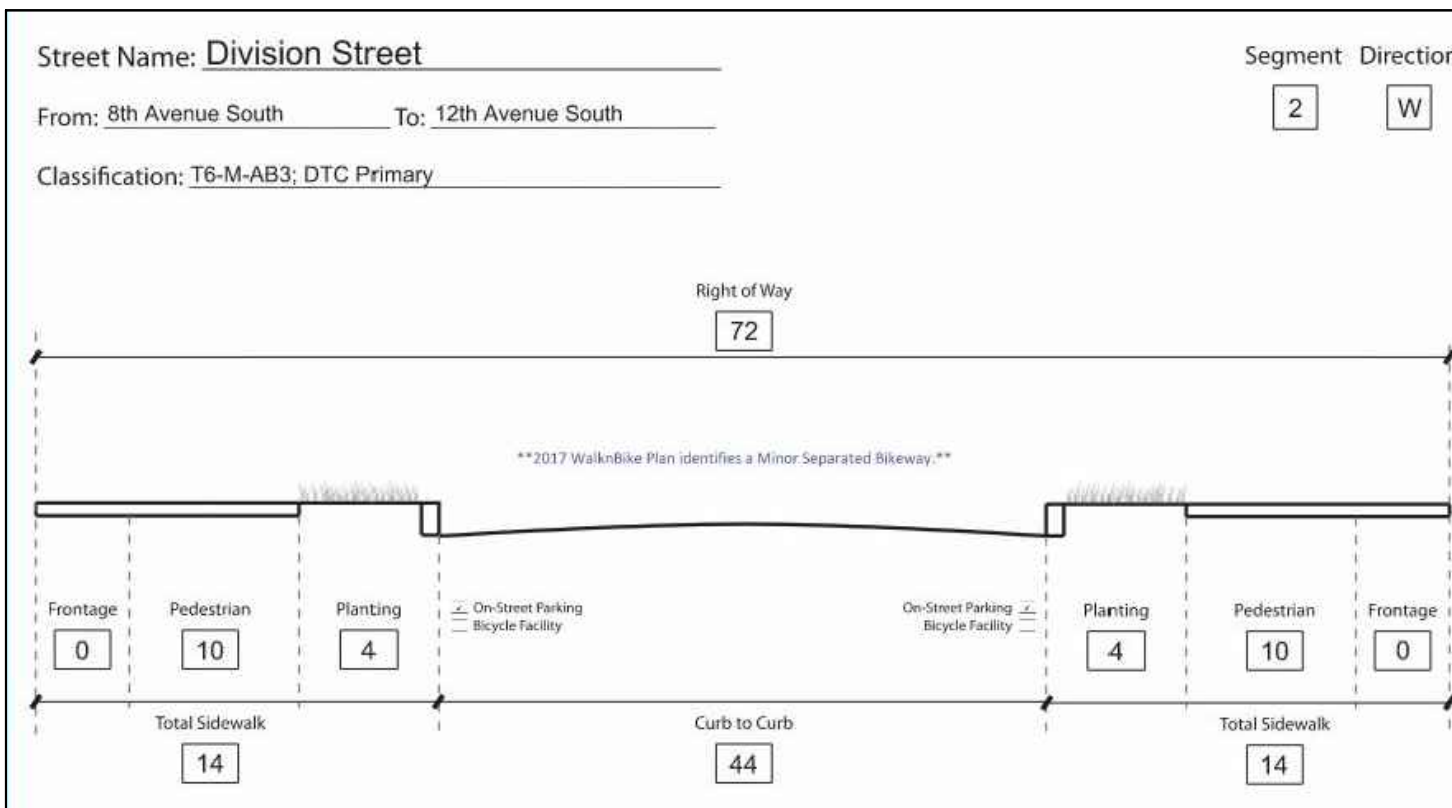 Street Name: Division Street
Segment Direction
From: 8th Avenue South To: 12th Avenue South
2 W
Classification: T6-M-AB3; DTC Primary
Right of Way
72
**2017 WalknBike Plan identifies a Minor Separated Bikeway.**
Frontage Pedestrian Planting ✓ On-Street Parking On-Street Parking ✓ Planting Pedestrian Frontage
Bicycle Facility Bicycle Facility
0 10 4 4 10 0
Total Sidewalk Curb to Curb Total Sidewalk
14 44 14